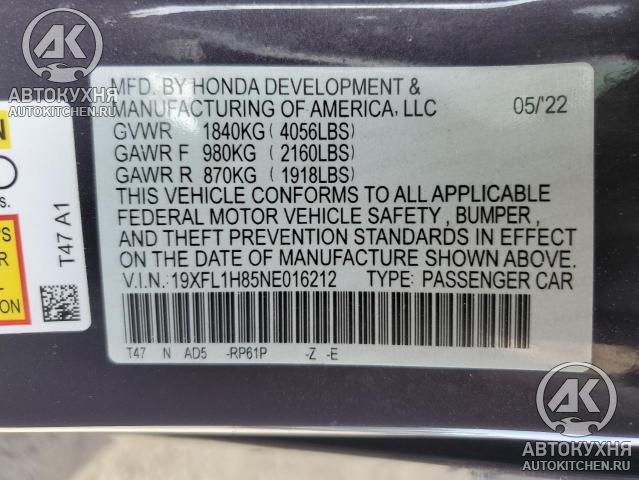 AK
АВТОКУХНЯ
AUTOKITCHEN.RU
MFD. BY HONDA DEVELOPMENT &
MANUFACTURING OF AMERICA, LLC 05/'22
GVWR 1840KG ( 4056LBS)
GAWR F 980KG ( 2160LBS)
GAWR R 870KG ( 1918LBS)
THIS VEHICLE CONFORMS TO ALL APPLICABLE
FEDERAL MOTOR VEHICLE SAFETY , BUMPER ,
AND THEFT PREVENTION STANDARDS IN EFFECT
ON THE DATE OF MANUFACTURE SHOWN ABOVE.
V.I.N.: 19XFL1H85NE016212 TYPE: PASSENGER CAR
T47 N AD5 -RP61P -Z -E
T47 A1
N
s.
'S
R
ON.
AK
АВТОКУХНЯ
AUTOKITCHEN.RU